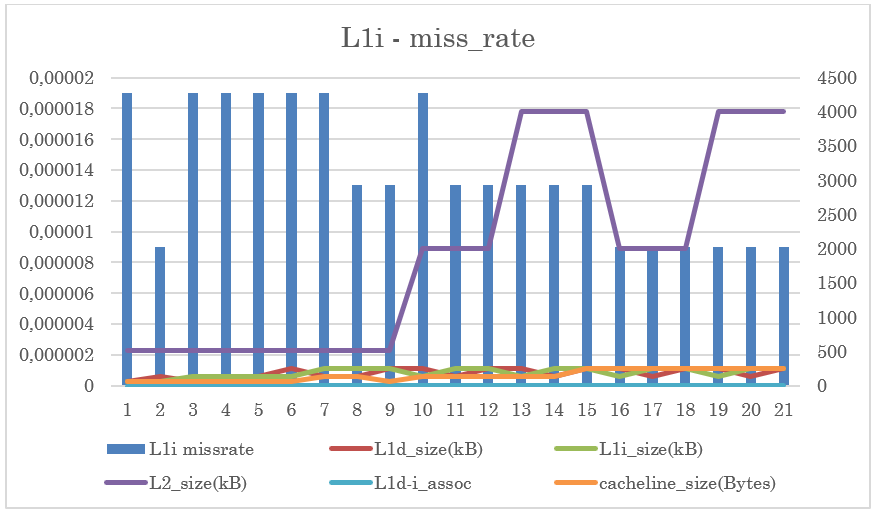 L1i - miss_rate
0,00002 4500
0,000018 4000
0,000016 3500
0,000014 3000
0,000012 2500
0,00001 2000
0,000008 1500
0,000006 1000
0,000004 500
0,000002 0
0
1 2 3 4 5 6 7 8 9 10 11 12 13 14 15 16 17 18 19 20 21
L1i missrate L1d_size(kB) L1i_size(kB)
L2_size(kB) L1d-i_assoc cacheline_size(Bytes)